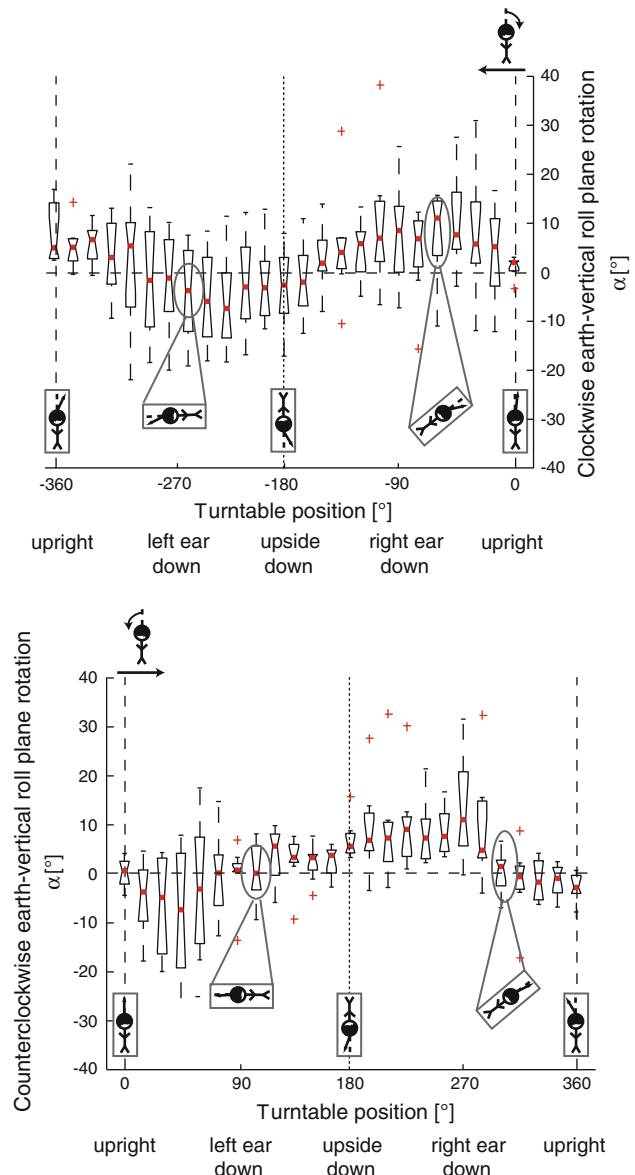 40
30
20
10
0
-10
-20
-30
-40
α[°]
Clockwise earth-vertical roll plane rotation
-360 -270 -180 -90 0
Turntable position [°]
upright left ear down upside down right ear down upright
Counterclockwise earth-vertical roll plane rotation
α[°]
40
30
20
10
0
-10
-20
-30
-40
0 90 180 270 360
Turntable position [°]
upright left ear down upside down right ear down upright